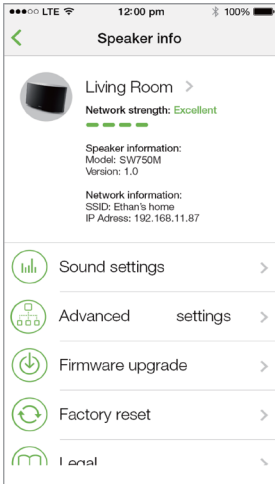 LTE 12:00 pm 100%
Speaker info
Living Room
Network strength: Excellent
Speaker information:
Model: SW750M
Version: 1.0
Network information:
SSID: Ethan's home
IP Adress: 192.168.11.87
Sound settings
Advanced settings
Firmware upgrade
Factory reset
Legal